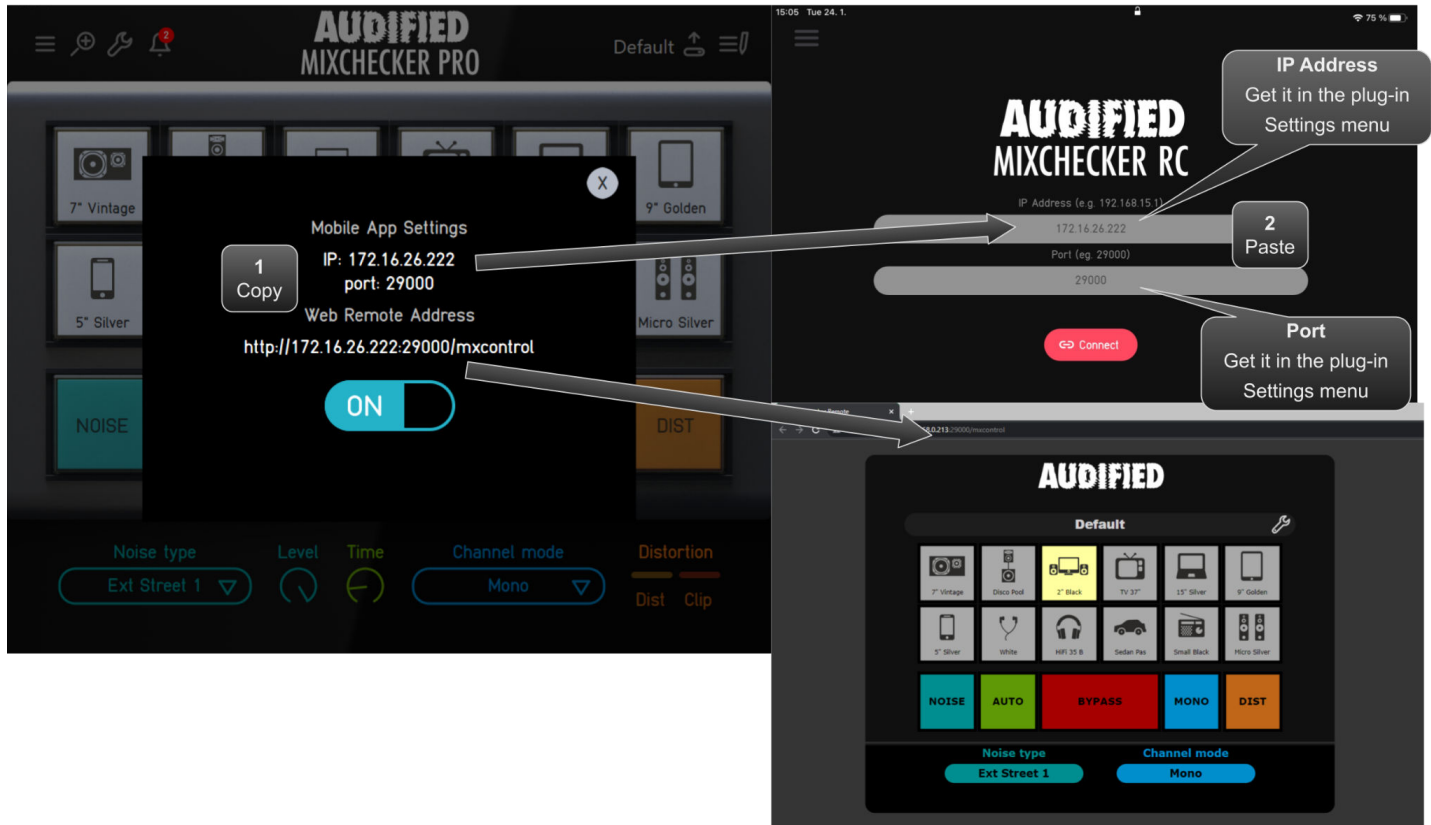 AUDIFIED
MIXCHECKER PRO
2
Default
7" Vintage
9" Golden
5" Silver
Micro Silver
NOISE
DIST
X
Mobile App Settings
IP: 172.16.26.222
port: 29000
Web Remote Address
http://172.16.26.222:29000/mxcontrol
ON
1
Copy
Noise type
Level
Time
Channel mode
Distortion
Ext Street 1
Mono
Dist
Clip
15:05 Tue 24. 1.
75 %
AUDIFIED
MIXCHECKER RC
IP Address (e.g. 192.168.15.1)
172.16.26.222
Port (eg. 29000)
29000
Connect
IP Address
Get it in the plug-in
Settings menu
2
Paste
Port
Get it in the plug-in
Settings menu
Remote
.0.213:29000/mxcontrol
AUDIFIED
Default
7" Vintage
Disco Pool
2" Black
TV 37"
15" Silver
9" Golden
5" Silver
White
HiFi 35 B
Sedan Pas
Small Black
Micro Silver
NOISE
AUTO
BYPASS
MONO
DIST
Noise type
Channel mode
Ext Street 1
Mono